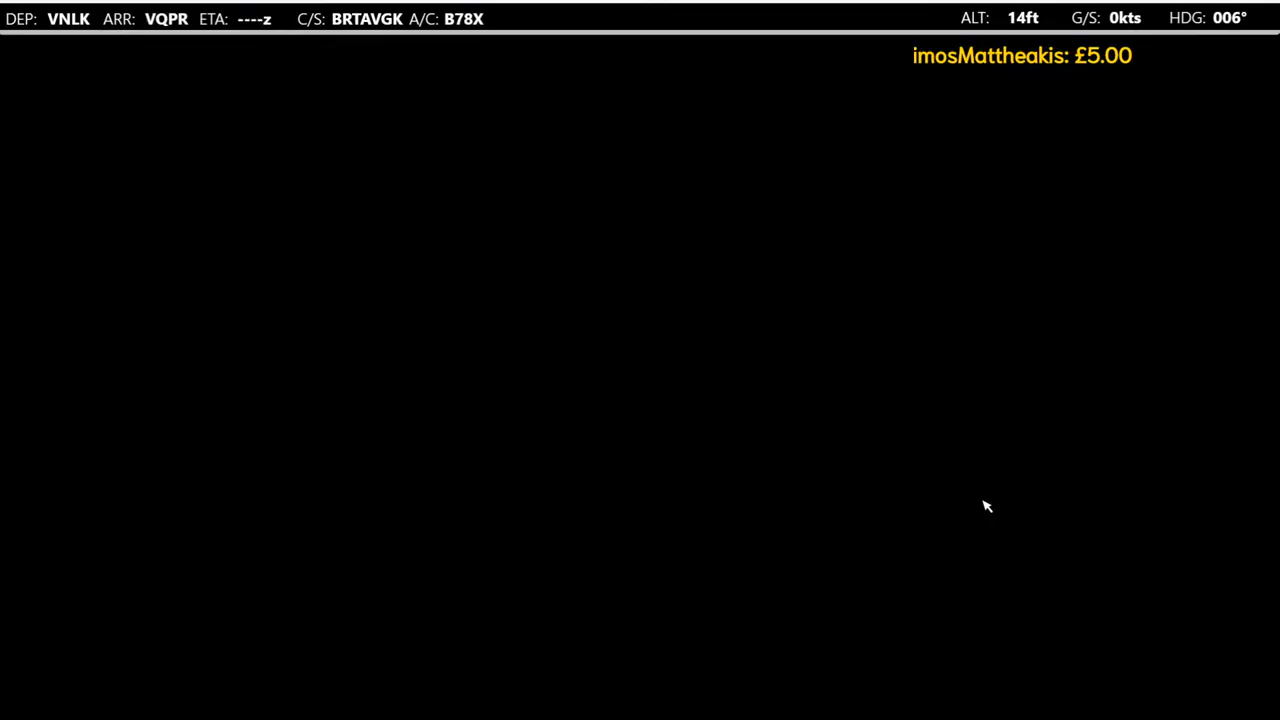 DEP: VNLK ARR: VQPR ETA: ----z C/S: BRTAVGK A/C: B78X ALT: 14ft G/S: 0kts HDG: 006°
imosMattheakis: £5.00